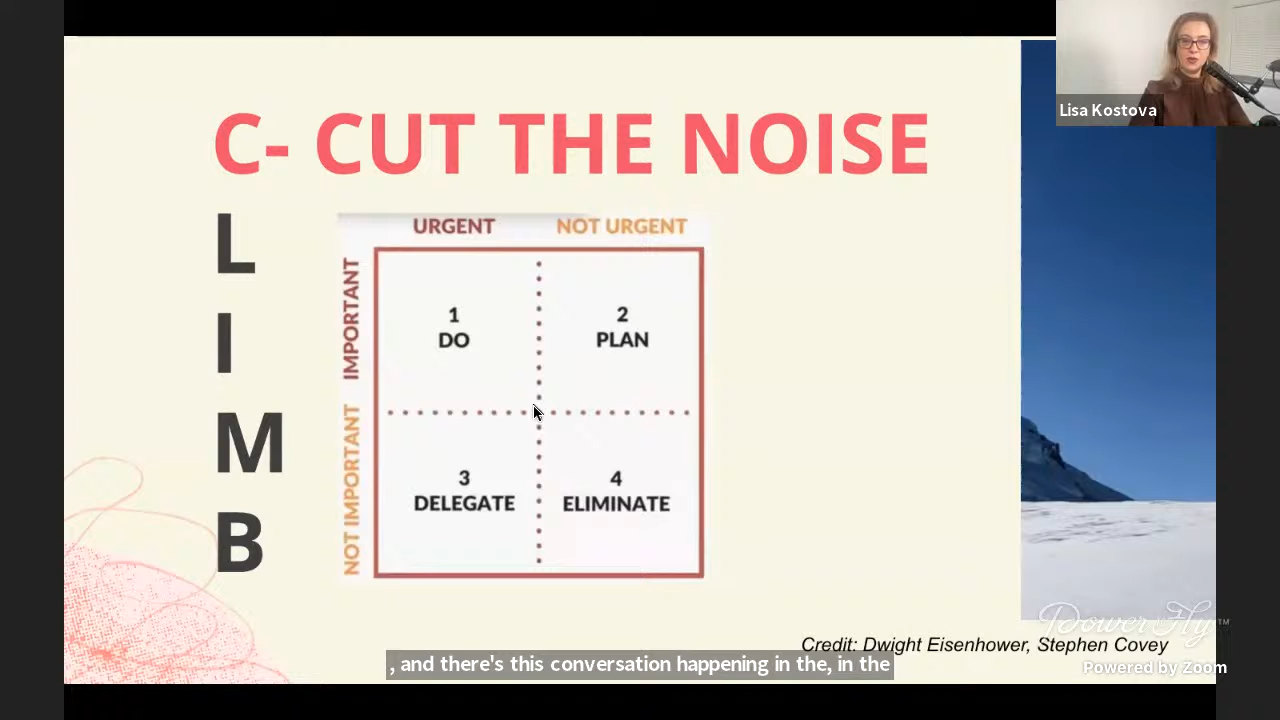 Lisa Kostova
C- CUT THE NOISE
L
I
M
B
URGENT
NOT URGENT
IMPORTANT
NOT IMPORTANT
1
DO
2
PLAN
3
DELEGATE
4
ELIMINATE
PowerToFly™
Credit: Dwight Eisenhower, Stephen Covey
, and there's this conversation happening in the, in the
Powered by Zoom